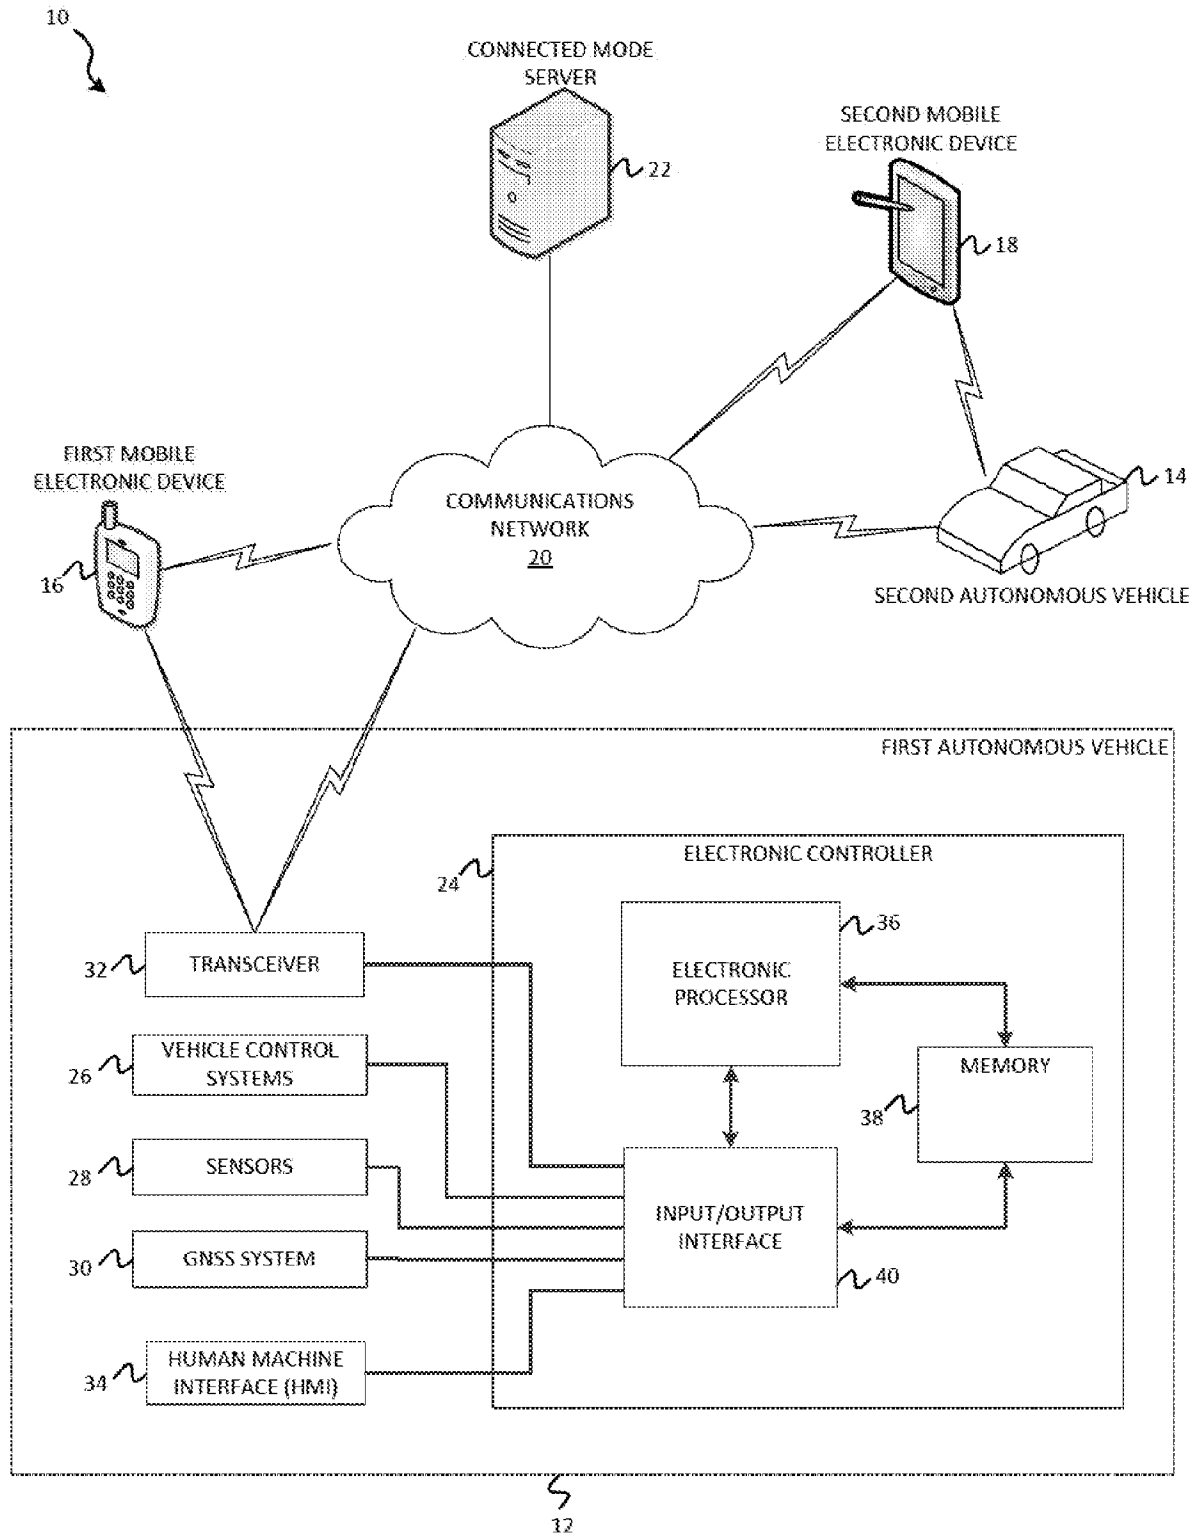 10
CONNECTED MODE
SERVER
22
SECOND MOBILE
ELECTRONIC DEVICE
18
FIRST MOBILE
ELECTRONIC DEVICE
16
COMMUNICATIONS
NETWORK
20
14
SECOND AUTONOMOUS VEHICLE
FIRST AUTONOMOUS VEHICLE
24
ELECTRONIC CONTROLLER
36
ELECTRONIC
PROCESSOR
32
TRANSCEIVER
26
VEHICLE CONTROL
SYSTEMS
MEMORY
38
28
SENSORS
INPUT/OUTPUT
INTERFACE
30
GNSS SYSTEM
40
34
HUMAN MACHINE
INTERFACE (HMI)
12